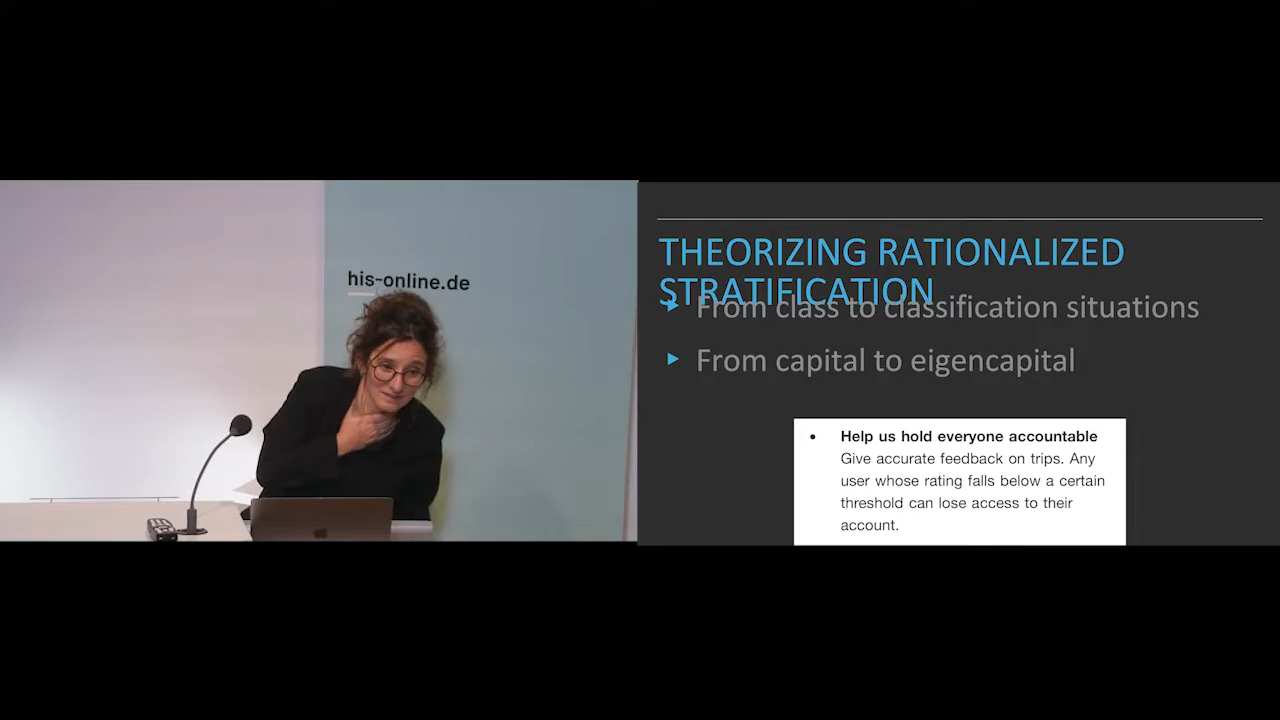 his-online.de
THEORIZING RATIONALIZED
STRATIFICATION
From class to classification situations
From capital to eigencapital
• Help us hold everyone accountable
Give accurate feedback on trips. Any
user whose rating falls below a certain
threshold can lose access to their
account.